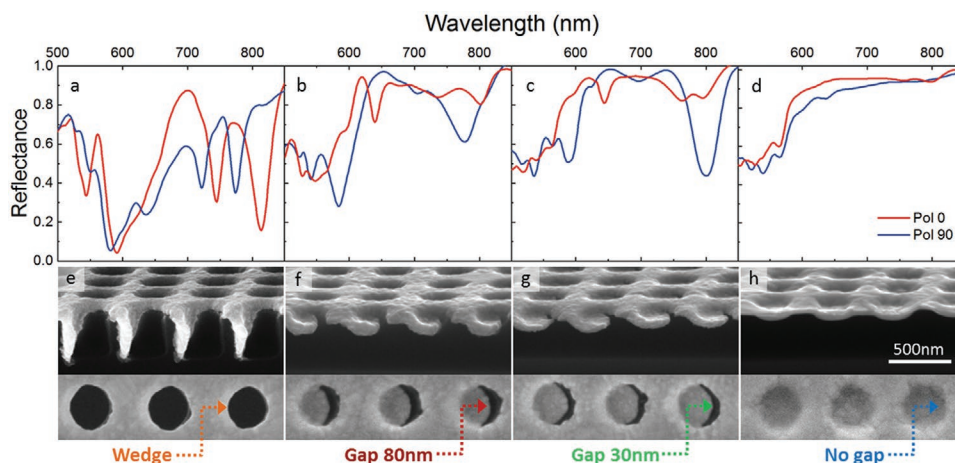 Wavelength (nm)
500 600 700 800 600 700 800 600 700 800 600 700 800
1.0
0.8
0.6
0.4
0.2
0.0
Reflectance
a b c d
Pol 0
Pol 90
e f g h
500nm
Wedge Gap 80nm Gap 30nm No gap